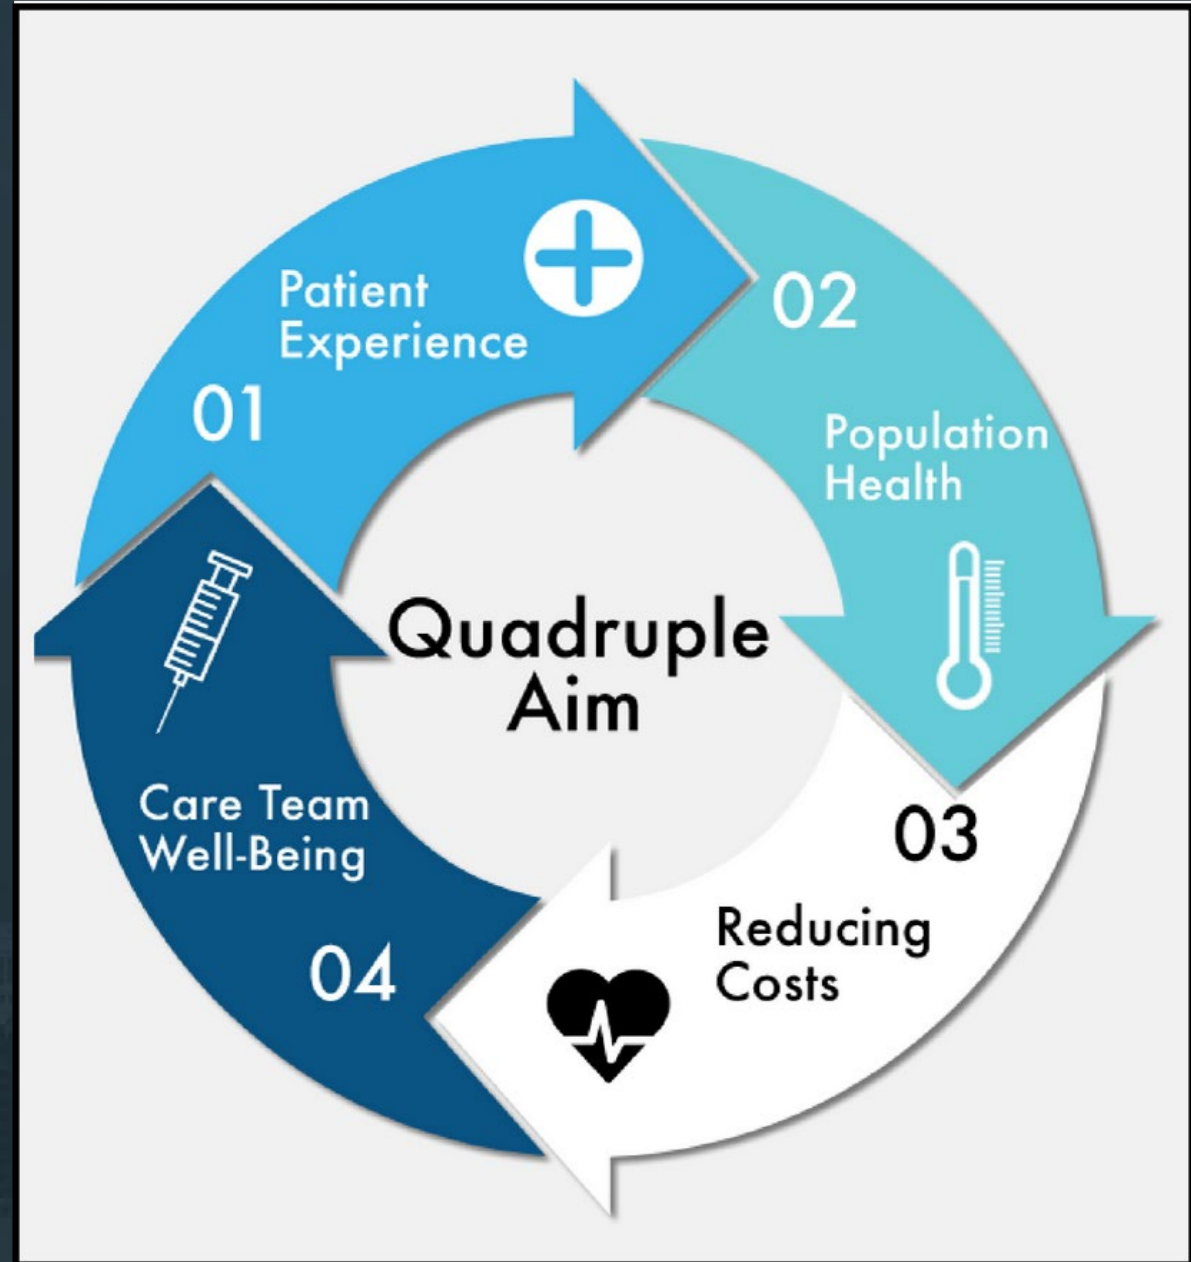 01
Patient
Experience
02
Population
Health
03
Reducing
Costs
04
Care Team
Well-Being
Quadruple
Aim